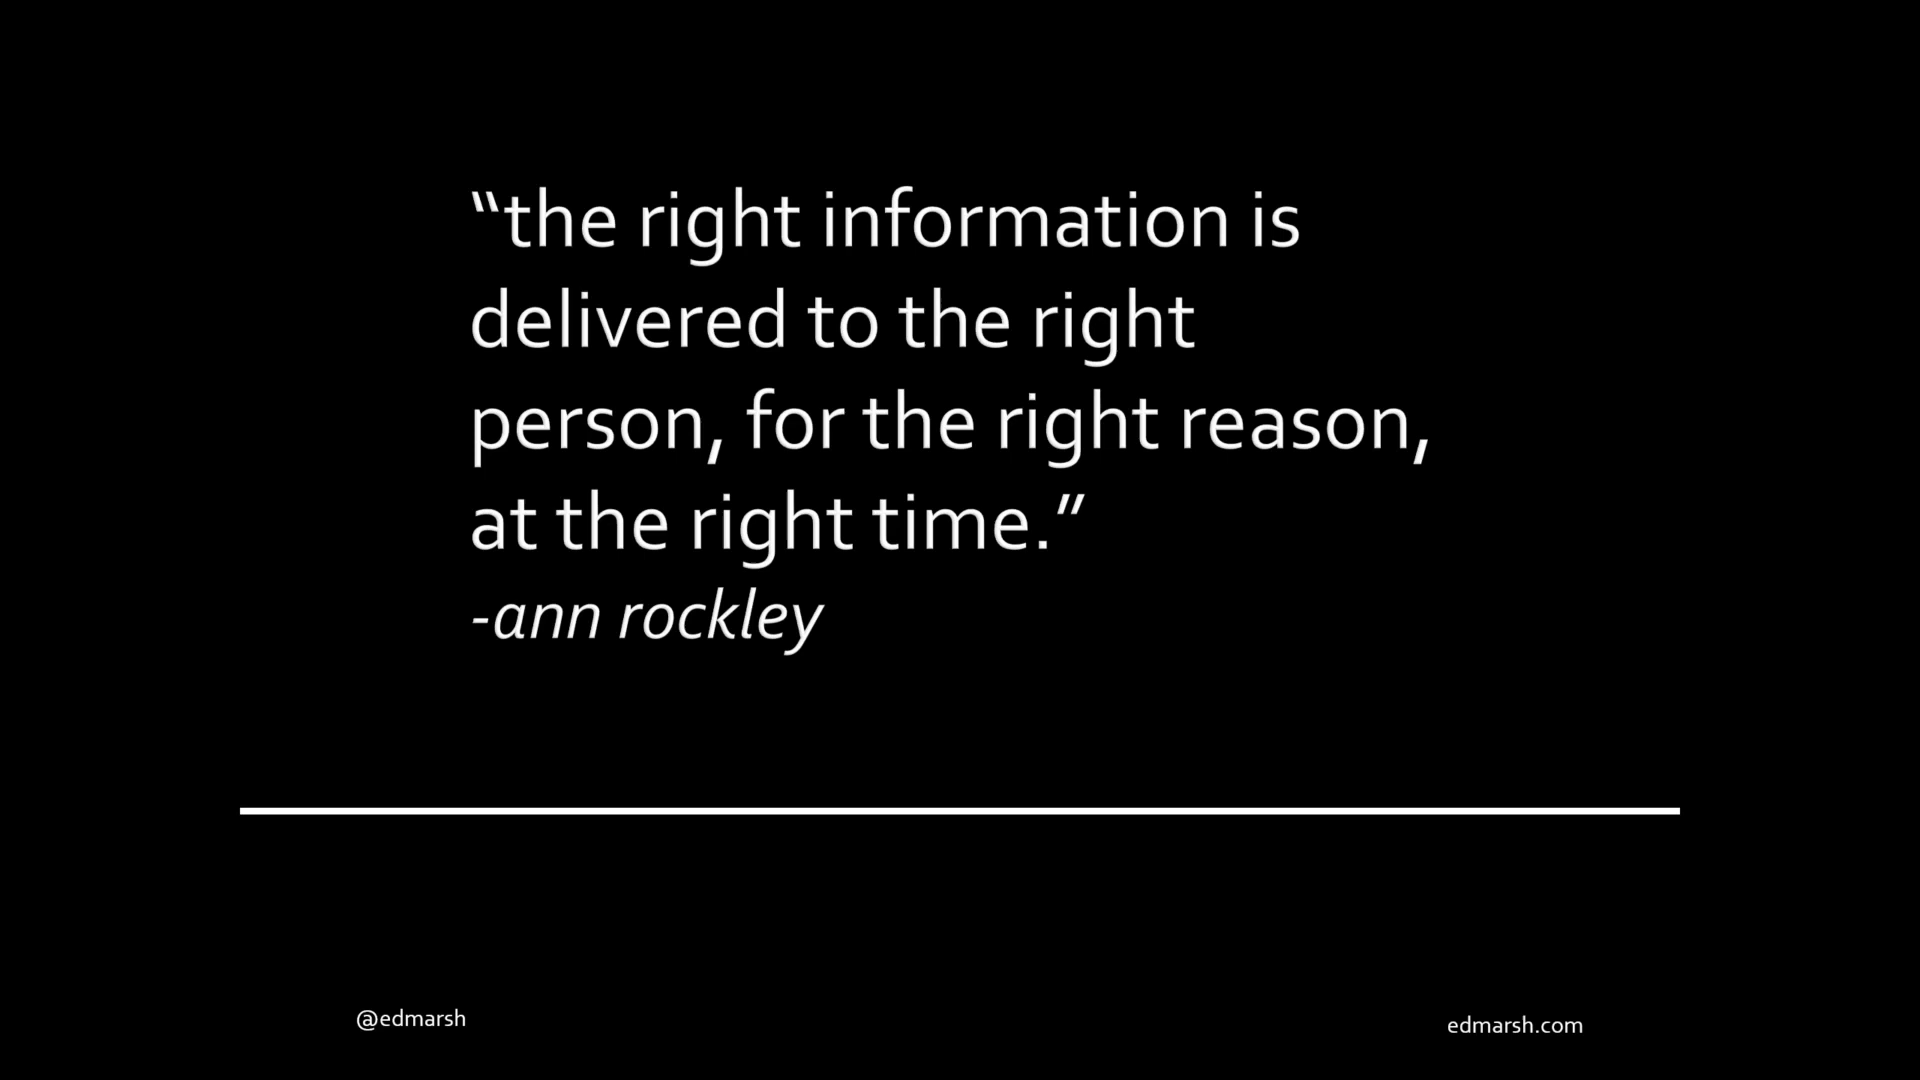 “the right information is
delivered to the right
person, for the right reason,
at the right time.”
-ann rockley
@edmarsh
edmarsh.com